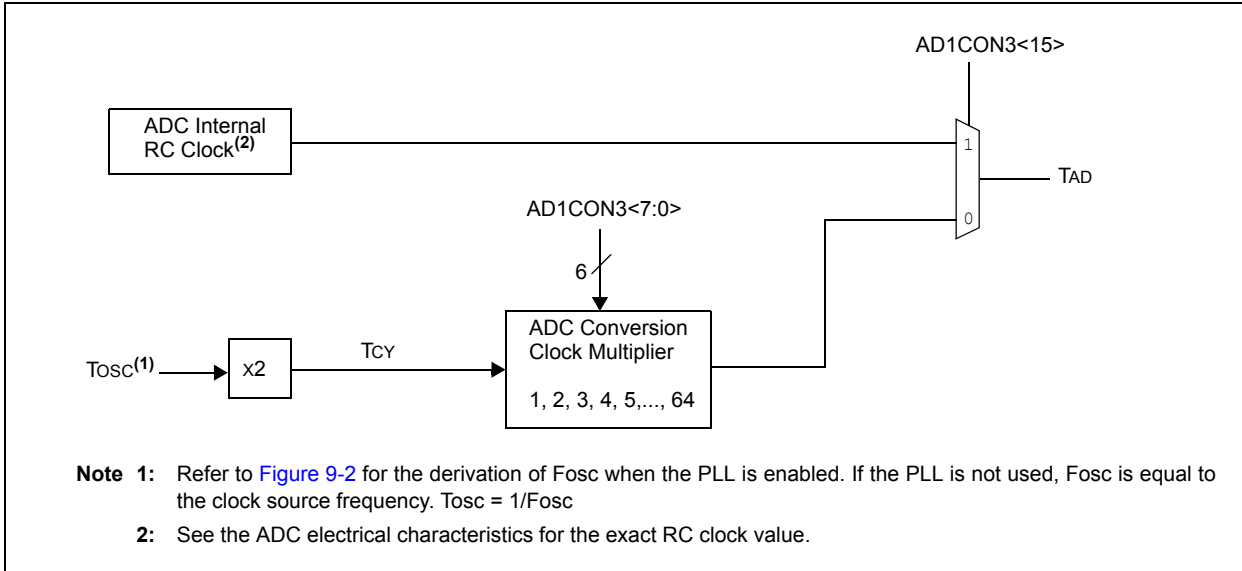 AD1CON3<15>
ADC Internal
RC Clock(2)
1
TAD
AD1CON3<7:0>
0
6
ADC Conversion
Clock Multiplier
TOSC(1)
x2
TCY
1, 2, 3, 4, 5,..., 64
Note 1: Refer to Figure 9-2 for the derivation of Fosc when the PLL is enabled. If the PLL is not used, Fosc is equal to
the clock source frequency. Tosc = 1/Fosc
2: See the ADC electrical characteristics for the exact RC clock value.